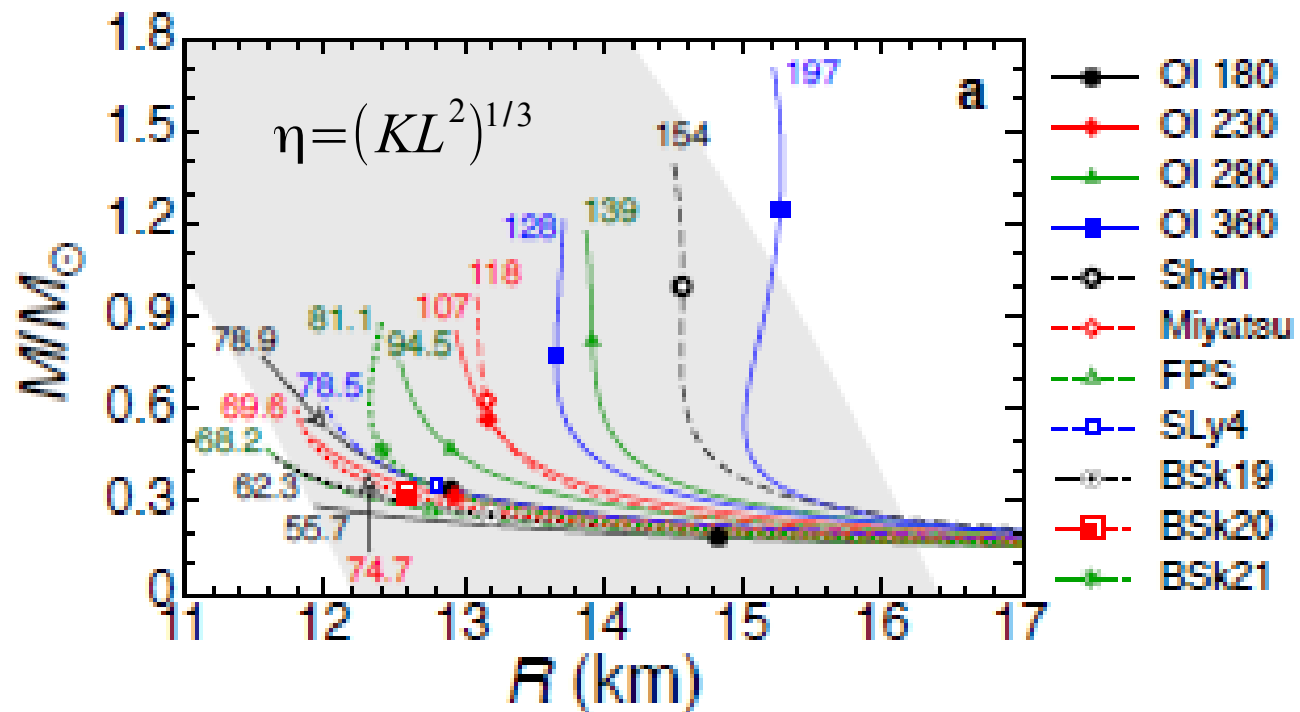 1.8
1.5
1.2
0.9
0.6
0.3
0
M/M☉
11 12 13 14 15 16 17
R (km)
η=(KL²)^{1/3}
a
197
154
139
128
118
107
94.5
81.1
78.9
78.5
69.6
68.2
62.3
55.7
74.7
OI 180
OI 230
OI 280
OI 360
Shen
Miyatsu
FPS
SLy4
BSk19
BSk20
BSk21